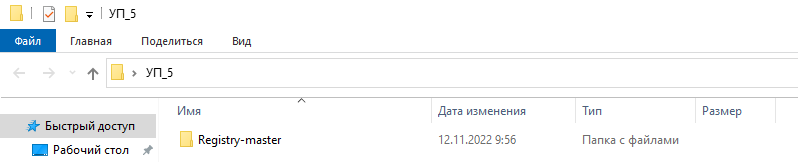 УП_5
Файл Главная Поделиться Вид
УП_5
Имя Дата изменения Тип Размер
Быстрый доступ
Registry-master 12.11.2022 9:56 Папка с файлами
Рабочий стол